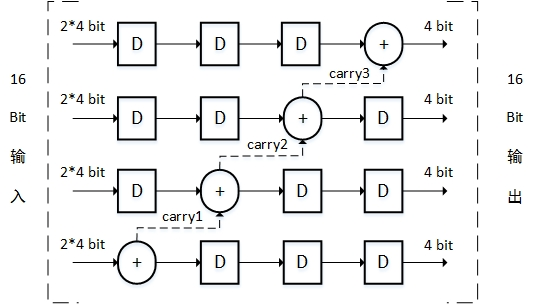 2*4 bit D D D + 4 bit
carry3
2*4 bit D D + D 4 bit
carry2
2*4 bit D + D D 4 bit
carry1
2*4 bit + D D D 4 bit
16
Bit
输
入
16
Bit
输
出